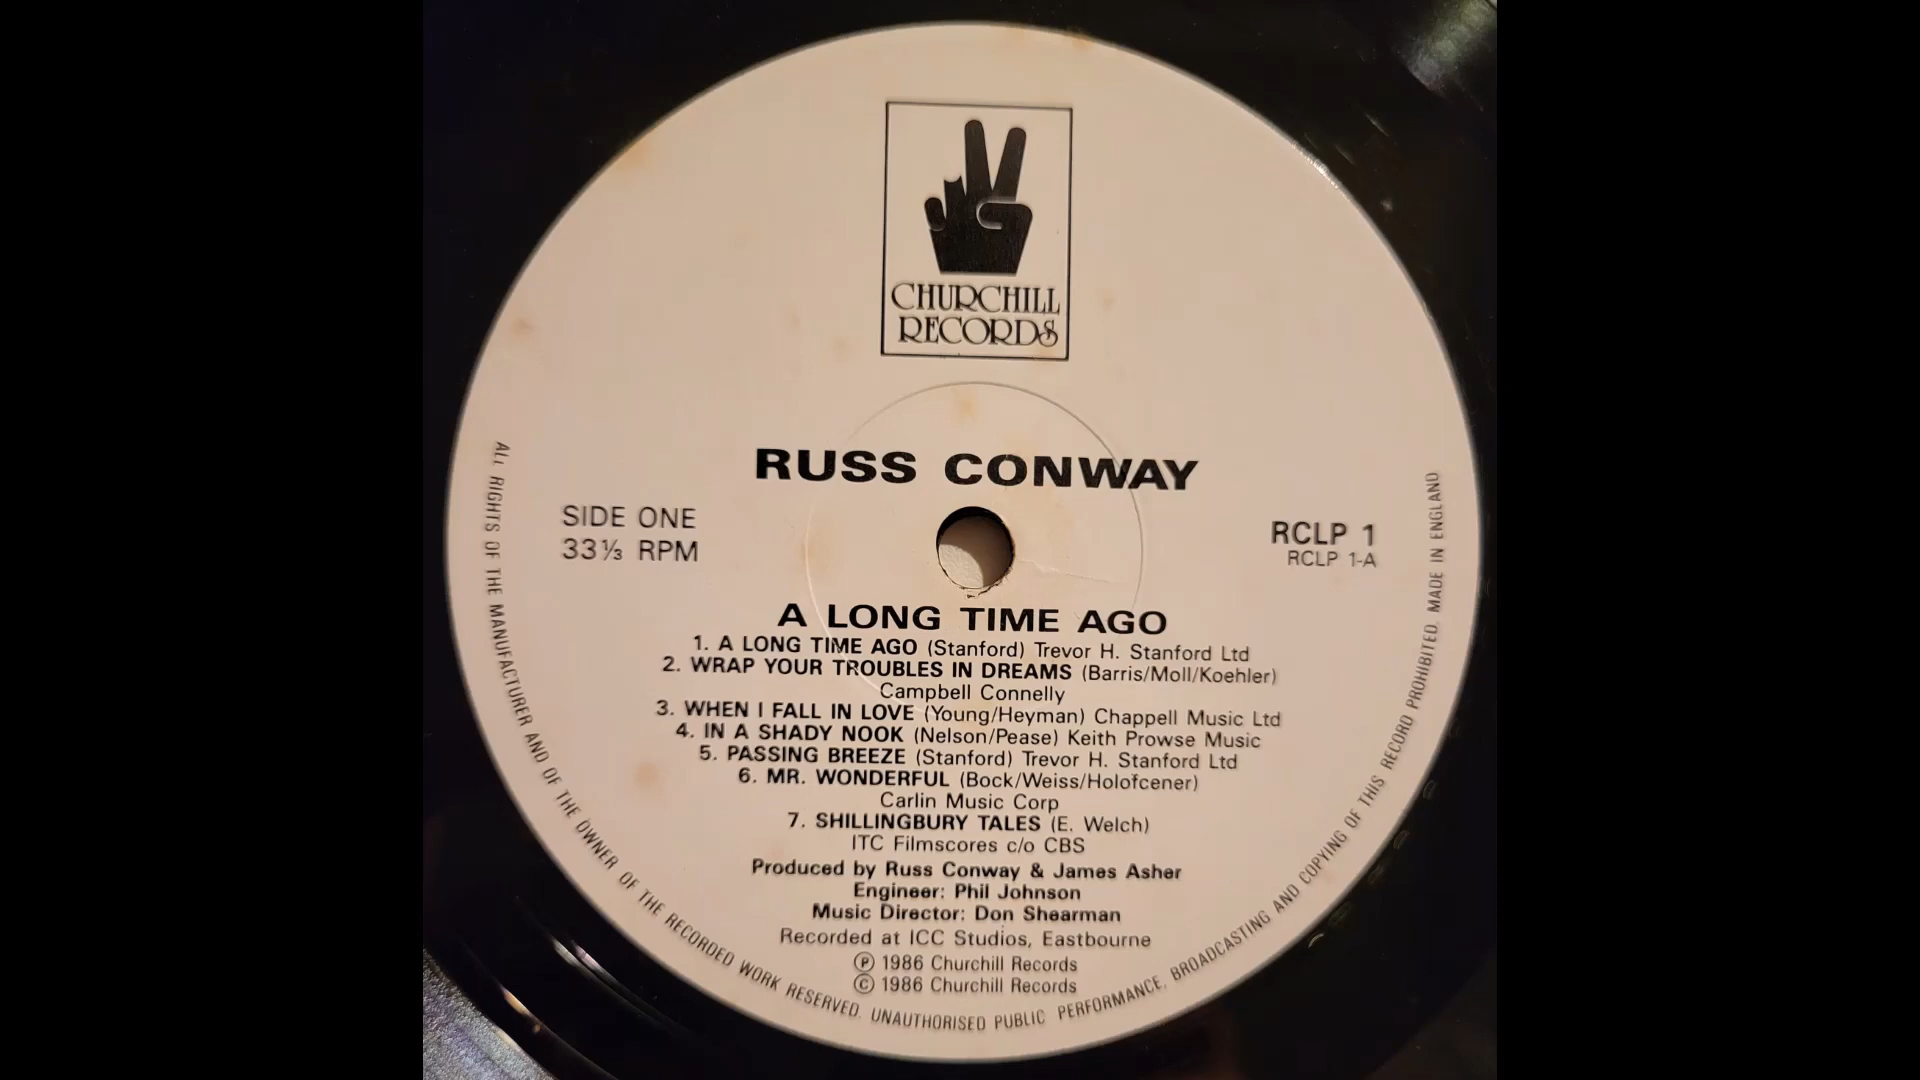 CHURCHILL
RECORDS
RUSS CONWAY
SIDE ONE
33⅓ RPM
RCLP 1
RCLP 1-A
A LONG TIME AGO
1. A LONG TIME AGO (Stanford) Trevor H. Stanford Ltd
2. WRAP YOUR TROUBLES IN DREAMS (Barris/Moll/Koehler)
Campbell Connelly
3. WHEN I FALL IN LOVE (Young/Heyman) Chappell Music Ltd
4. IN A SHADY NOOK (Nelson/Pease) Keith Prowse Music
5. PASSING BREEZE (Stanford) Trevor H. Stanford Ltd
6. MR. WONDERFUL (Bock/Weiss/Holofcener)
Carlin Music Corp
7. SHILLINGBURY TALES (E. Welch)
ITC Filmscores c/o CBS
Produced by Russ Conway & James Asher
Engineer: Phil Johnson
Music Director: Don Shearman
Recorded at ICC Studios, Eastbourne
Ⓟ 1986 Churchill Records
© 1986 Churchill Records
ALL RIGHTS OF THE MANUFACTURER AND OF THE OWNER OF THE RECORDED WORK RESERVED. UNAUTHORISED PUBLIC PERFORMANCE, BROADCASTING AND COPYING OF THIS RECORD PROHIBITED. MADE IN ENGLAND